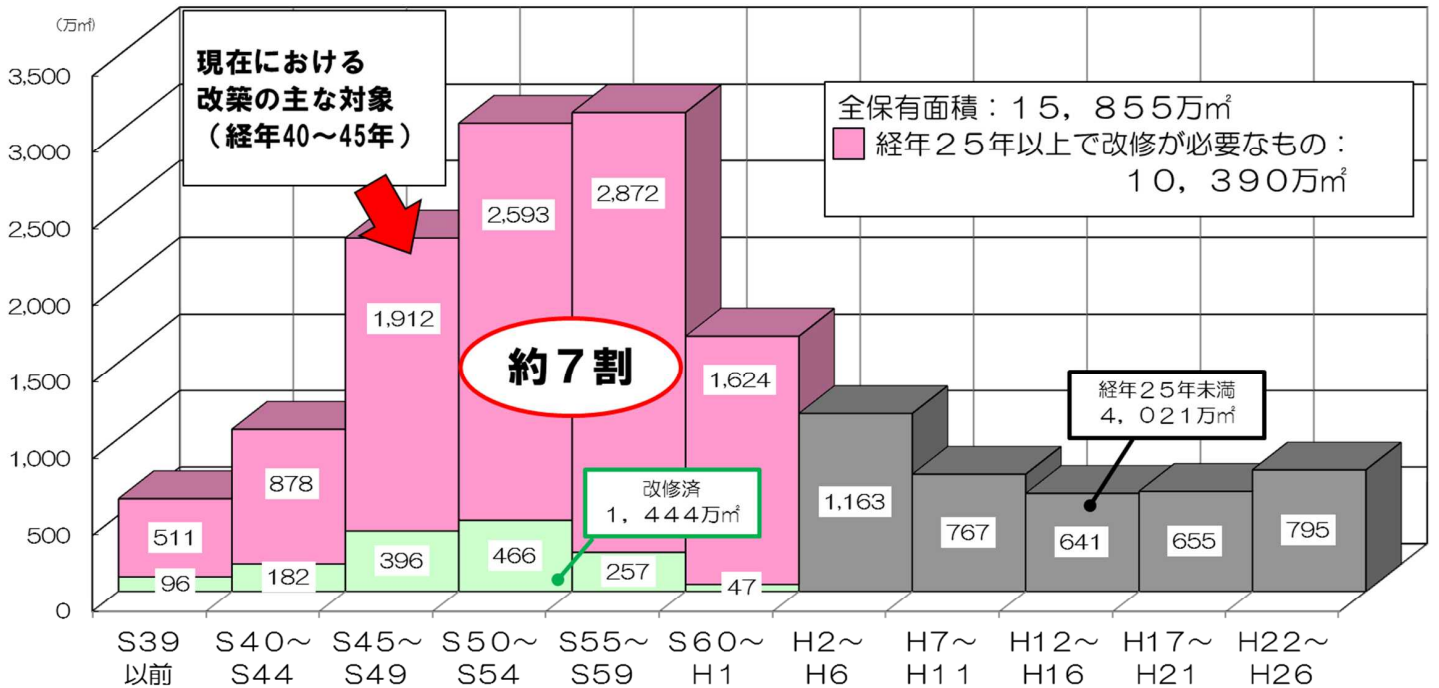 （万㎡）
3,500
3,000
2,500
2,000
1,500
1,000
500
0
現在における
改築の主な対象
（経年40～45年）
全保有面積：１５，８５５万㎡
経年２５年以上で改修が必要なもの：
１０，３９０万㎡
約７割
改修済
１，４４４万㎡
経年２５年未満
４，０２１万㎡
511
96
878
182
1,912
396
2,593
466
2,872
257
1,624
47
1,163
767
641
655
795
Ｓ39
以前
Ｓ４０～
Ｓ44
Ｓ４５～
Ｓ49
Ｓ５０～
Ｓ54
Ｓ５５～
Ｓ59
Ｓ６０～
Ｈ1
Ｈ２～
Ｈ6
Ｈ７～
Ｈ11
Ｈ１２～
Ｈ16
Ｈ１７～
Ｈ21
Ｈ２２～
Ｈ26